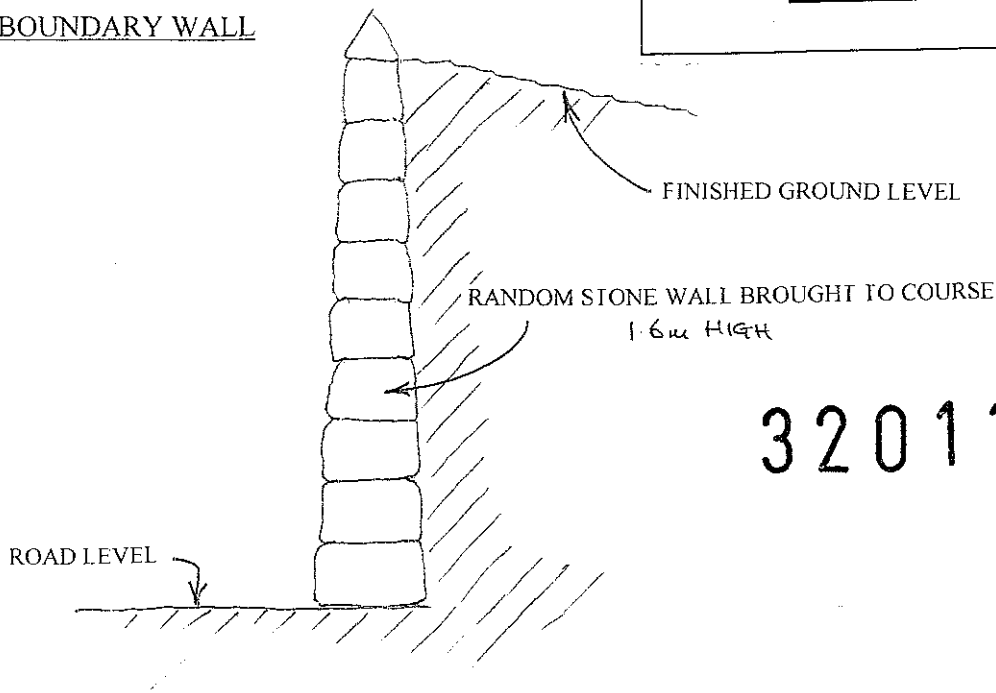 BOUNDARY WALL
FINISHED GROUND LEVEL
RANDOM STONE WALL BROUGHT TO COURSE
1.6m HIGH
3201
ROAD LEVEL